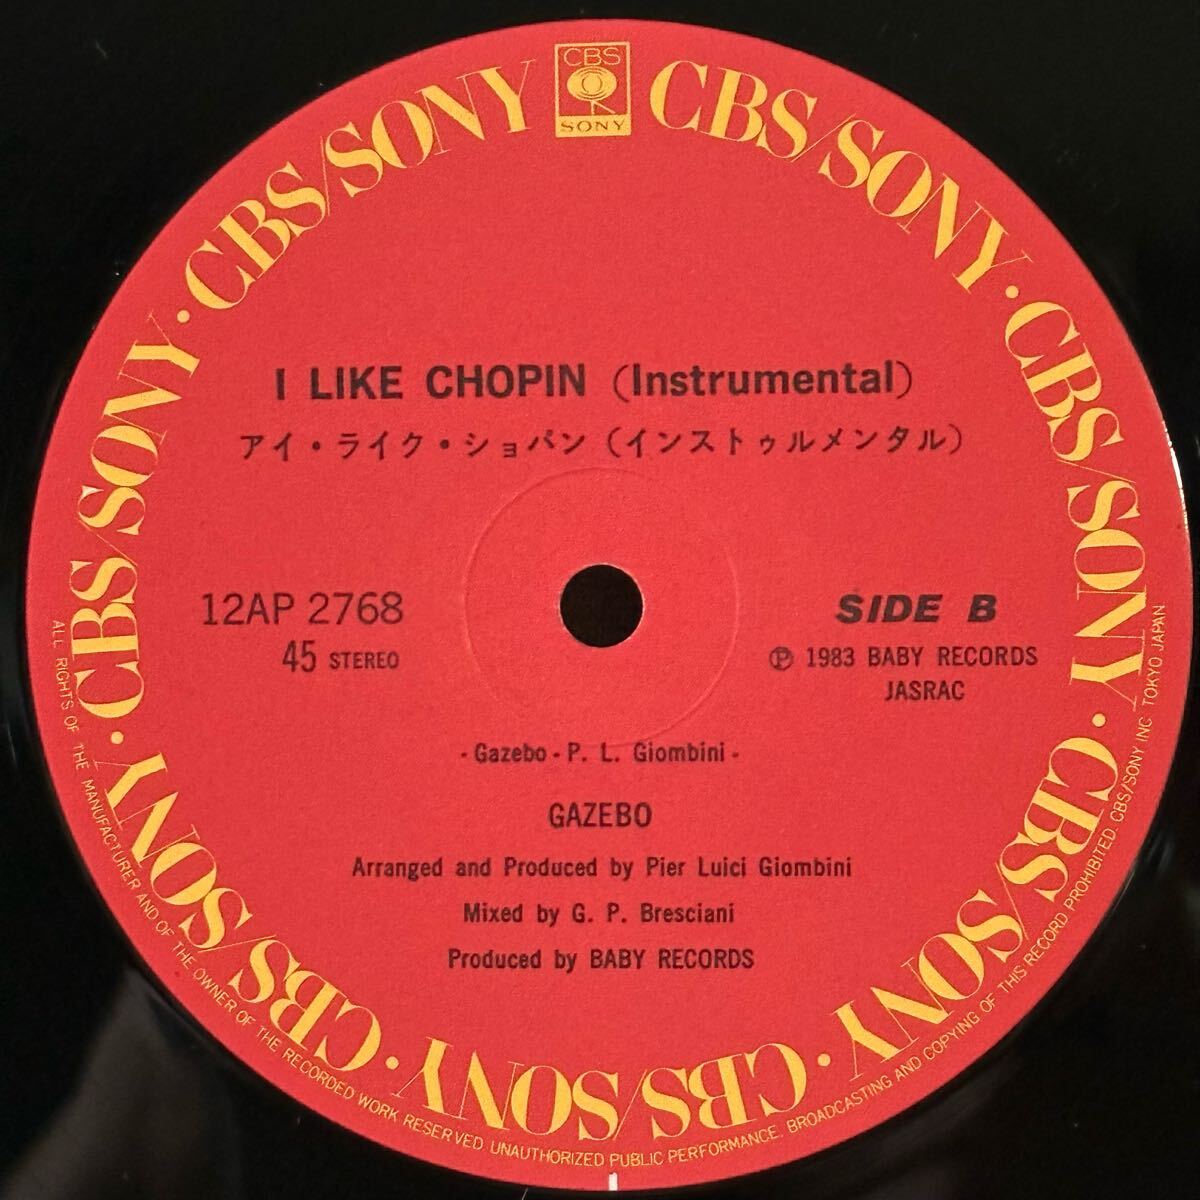 CBS
SONY
CBS/SONY · CBS/SONY · CBS/SONY · CBS/SONY · CBS/SONY · CBS/SONY · CBS/SONY · CBS/SONY · CBS/SONY
I LIKE CHOPIN (Instrumental)
アイ・ライク・ショパン（インストゥルメンタル）
12AP 2768
45 STEREO
SIDE B
Ⓟ 1983 BABY RECORDS
JASRAC
- Gazebo - P. L. Giombini -
GAZEBO
Arranged and Produced by Pier Luici Giombini
Mixed by G. P. Bresciani
Produced by BABY RECORDS
ALL RIGHTS OF THE MANUFACTURER AND OF THE OWNER OF THE RECORDED WORK RESERVED. UNAUTHORIZED PUBLIC PERFORMANCE. BROADCASTING AND COPYING OF THIS RECORD PROHIBITED. CBS/SONY INC. TOKYO JAPAN